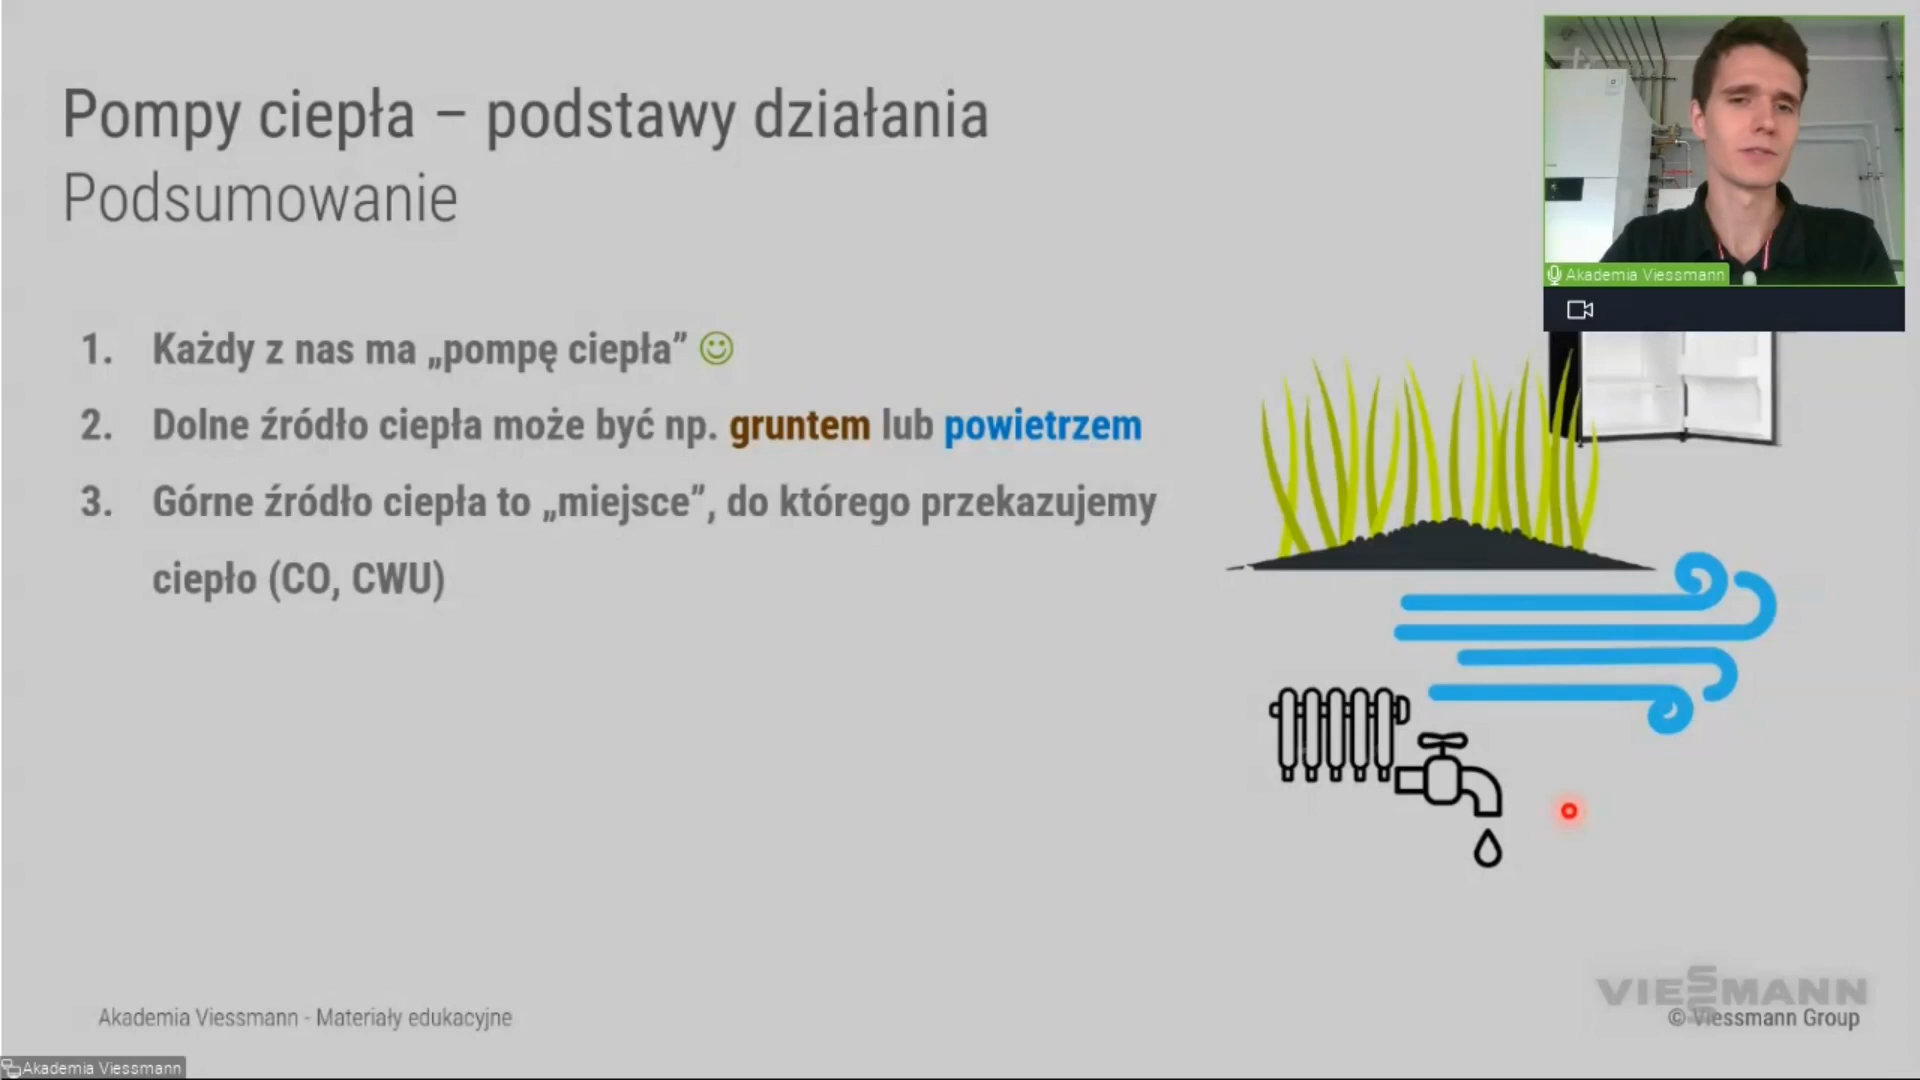 Pompy ciepła – podstawy działania
Podsumowanie
Akademia Viessmann
1. Każdy z nas ma „pompę ciepła” ☺
2. Dolne źródło ciepła może być np. gruntem lub powietrzem
3. Górne źródło ciepła to „miejsce”, do którego przekazujemy
ciepło (CO, CWU)
VIESSMANN
Akademia Viessmann - Materiały edukacyjne
© Viessmann Group
Akademia Viessmann